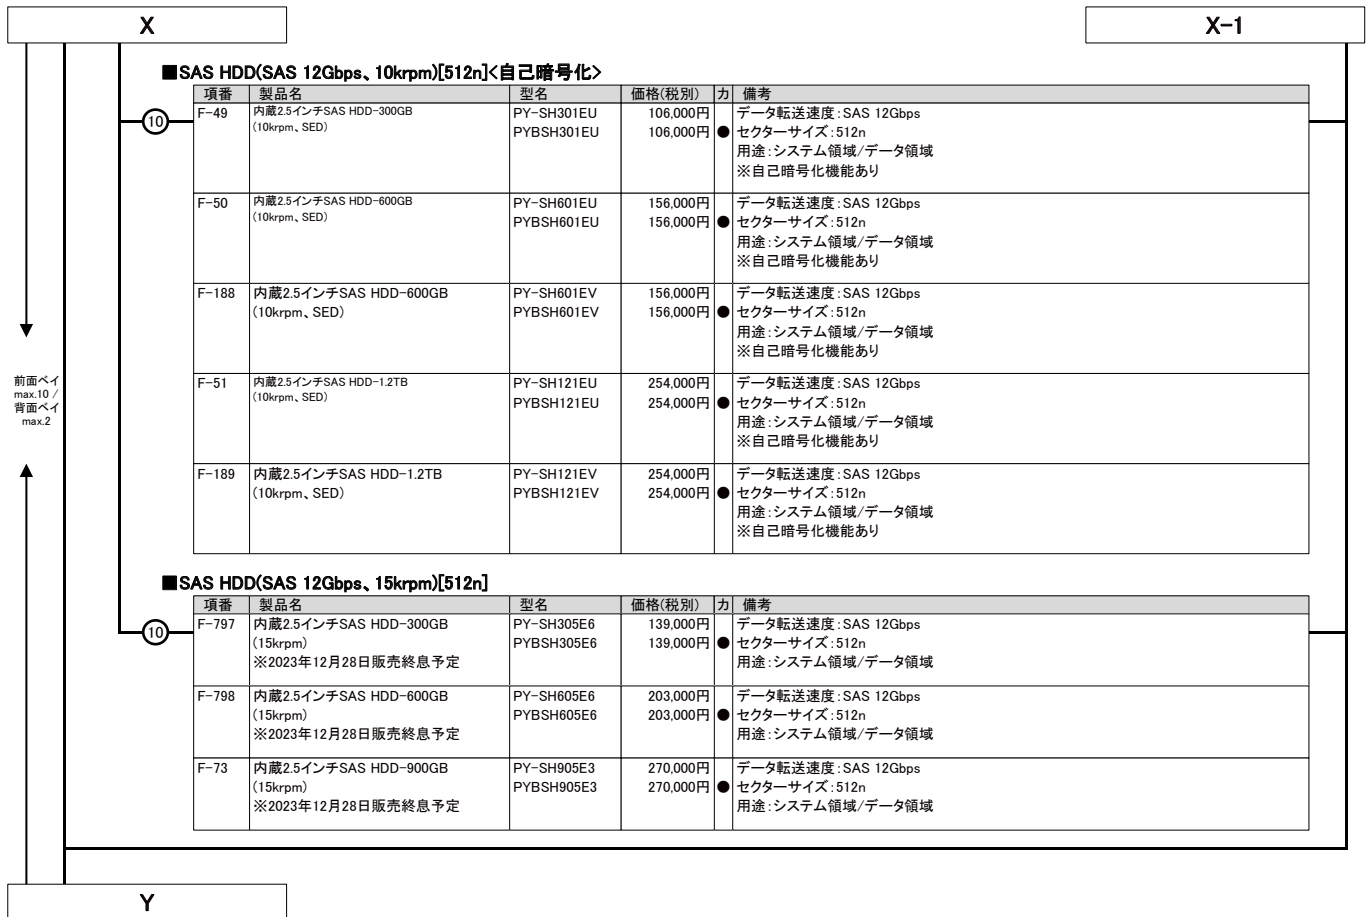 X
X-1
■SAS HDD(SAS 12Gbps、10krpm)[512n]<自己暗号化>
項番 製品名 型名 価格(税別) カ 備考
⑩
F-49 内蔵2.5インチSAS HDD-300GB PY-SH301EU 106,000円 データ転送速度:SAS 12Gbps
(10krpm、SED) PYBSH301EU 106,000円 ● セクターサイズ:512n
用途:システム領域/データ領域
※自己暗号化機能あり
F-50 内蔵2.5インチSAS HDD-600GB PY-SH601EU 156,000円 データ転送速度:SAS 12Gbps
(10krpm、SED) PYBSH601EU 156,000円 ● セクターサイズ:512n
用途:システム領域/データ領域
※自己暗号化機能あり
F-188 内蔵2.5インチSAS HDD-600GB PY-SH601EV 156,000円 データ転送速度:SAS 12Gbps
(10krpm、SED) PYBSH601EV 156,000円 ● セクターサイズ:512n
用途:システム領域/データ領域
※自己暗号化機能あり
前面ベイ
max.10 /
背面ベイ
max.2
F-51 内蔵2.5インチSAS HDD-1.2TB PY-SH121EU 254,000円 データ転送速度:SAS 12Gbps
(10krpm、SED) PYBSH121EU 254,000円 ● セクターサイズ:512n
用途:システム領域/データ領域
※自己暗号化機能あり
F-189 内蔵2.5インチSAS HDD-1.2TB PY-SH121EV 254,000円 データ転送速度:SAS 12Gbps
(10krpm、SED) PYBSH121EV 254,000円 ● セクターサイズ:512n
用途:システム領域/データ領域
※自己暗号化機能あり
■SAS HDD(SAS 12Gbps、15krpm)[512n]
項番 製品名 型名 価格(税別) カ 備考
⑩
F-797 内蔵2.5インチSAS HDD-300GB PY-SH305E6 139,000円 データ転送速度:SAS 12Gbps
(15krpm) PYBSH305E6 139,000円 ● セクターサイズ:512n
※2023年12月28日販売終息予定 用途:システム領域/データ領域
F-798 内蔵2.5インチSAS HDD-600GB PY-SH605E6 203,000円 データ転送速度:SAS 12Gbps
(15krpm) PYBSH605E6 203,000円 ● セクターサイズ:512n
※2023年12月28日販売終息予定 用途:システム領域/データ領域
F-73 内蔵2.5インチSAS HDD-900GB PY-SH905E3 270,000円 データ転送速度:SAS 12Gbps
(15krpm) PYBSH905E3 270,000円 ● セクターサイズ:512n
※2023年12月28日販売終息予定 用途:システム領域/データ領域
Y